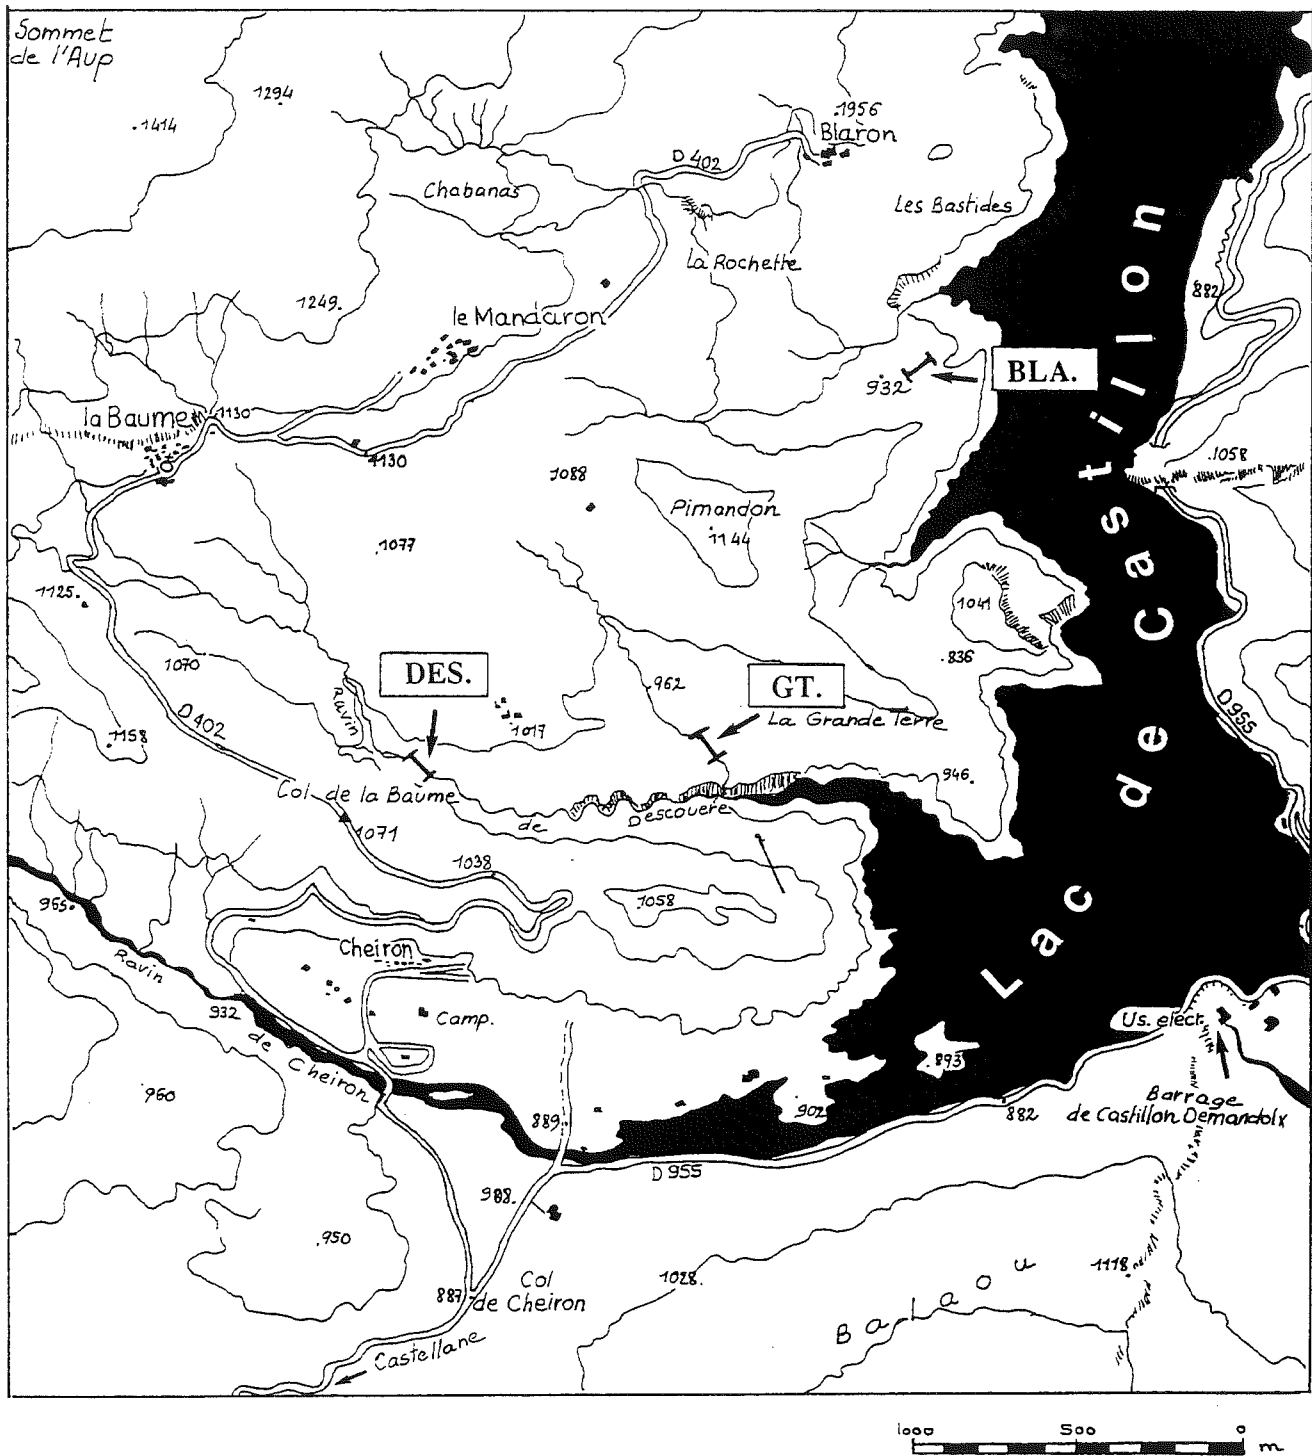 Sommet
de l'Aup
1294
.1414
.1956
Blaron
D 402
Chabanas
Les Bastides
La Rochette
882
1249.
le Mandaron
BLA.
932
la Baume
1130
1130
.1058
1088
Pimandon
1144
.1077
1125.
1041
.836
1070
DES.
GT.
962
Ravin
La Grande Terre
1017
D 402
1158
D 955
Col de la Baume
946.
de Descouere
1071
1038
1058
965.
Cheiron
Ravin
de Cheiron
932
Camp.
Us. elect.
893
960
902
882
Barrage
de Castillon Demandolx
889.
D 955
988.
.950
1028.
1118.
Col
de Cheiron
887
Balaou
Castellane
Lac de Castillon
1000 500 0 m